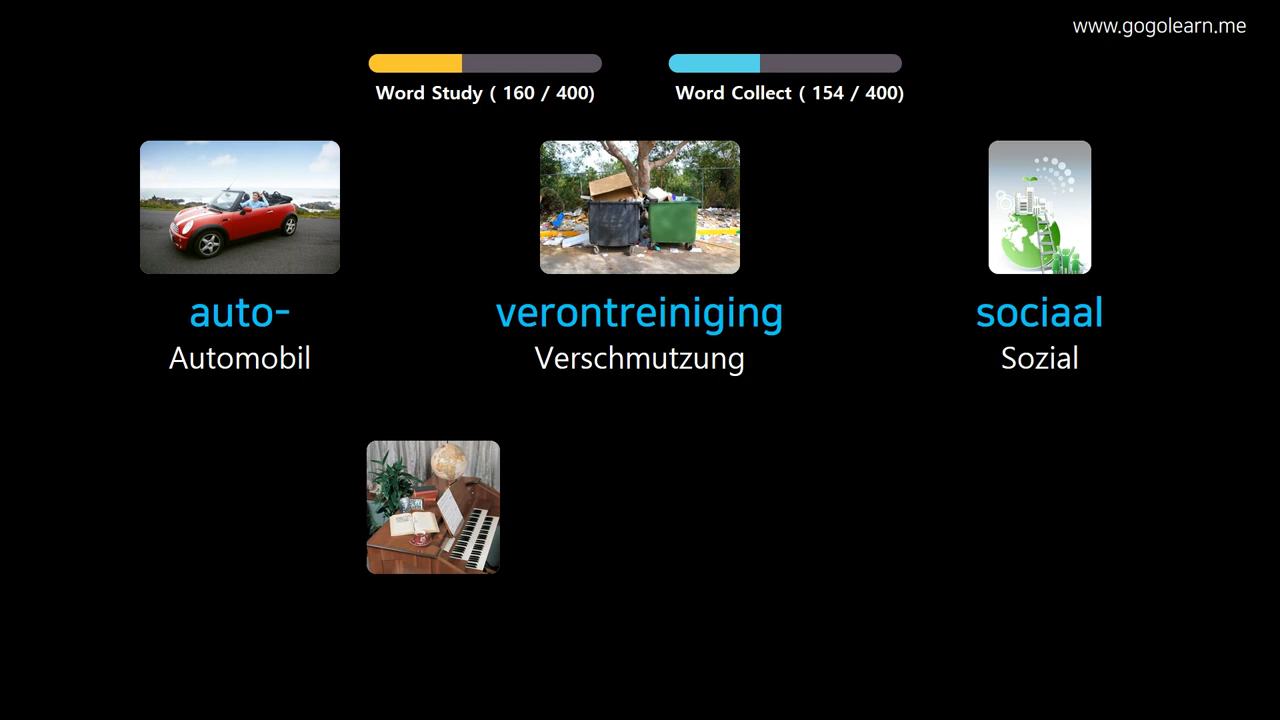 www.gogolearn.me
Word Study ( 160 / 400)
Word Collect ( 154 / 400)
auto-
verontreiniging
sociaal
Automobil
Verschmutzung
Sozial